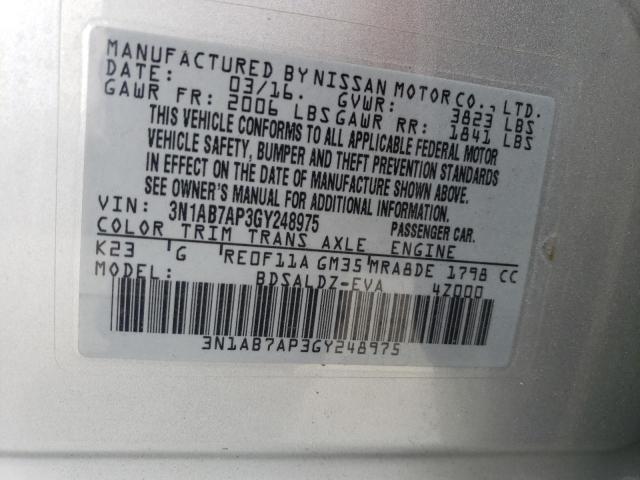 MANUFACTURED BY NISSAN MOTOR CO., LTD.
DATE: 03/16. GVWR: 3823 LBS
GAWR FR: 2006 LBS GAWR RR: 1841 LBS
THIS VEHICLE CONFORMS TO ALL APPLICABLE FEDERAL MOTOR
VEHICLE SAFETY, BUMPER AND THEFT PREVENTION STANDARDS
IN EFFECT ON THE DATE OF MANUFACTURE SHOWN ABOVE.
SEE OWNER'S MANUAL FOR ADDITIONAL INFORMATION.
VIN: 3N1AB7AP3GY248975 PASSENGER CAR.
COLOR TRIM TRANS AXLE ENGINE
K23 G RE0F11A GM35 MRA8DE 1798 CC
MODEL: BDSALDZ-EVA 4Z000
3N1AB7AP3GY248975